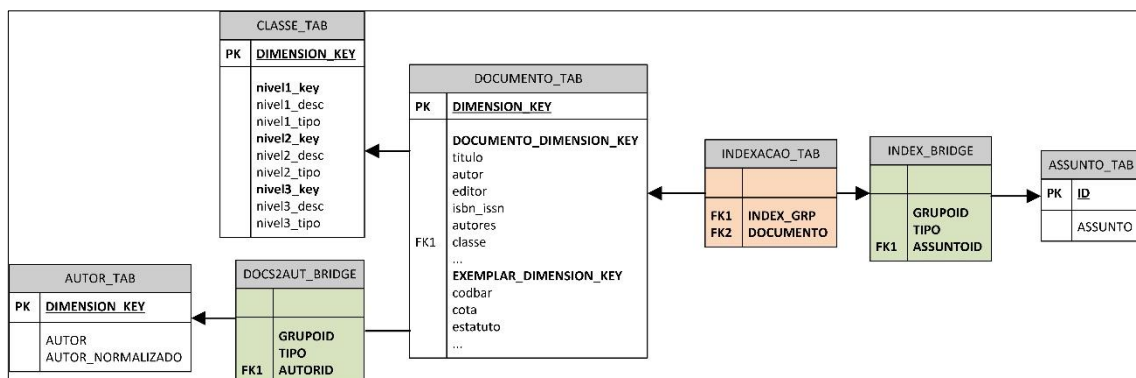 CLASSE_TAB
PK DIMENSION_KEY
nivel1_key
nivel1_desc
nivel1_tipo
nivel2_key
nivel2_desc
nivel2_tipo
nivel3_key
nivel3_desc
nivel3_tipo
DOCUMENTO_TAB
PK DIMENSION_KEY
DOCUMENTO_DIMENSION_KEY
titulo
autor
editor
isbn_issn
autores
FK1 classe
...
EXEMPLAR_DIMENSION_KEY
codbar
cota
estatuto
...
INDEXACAO_TAB
FK1 INDEX_GRP
FK2 DOCUMENTO
INDEX_BRIDGE
GRUPOID
TIPO
FK1 ASSUNTOID
ASSUNTO_TAB
PK ID
ASSUNTO
AUTOR_TAB
PK DIMENSION_KEY
AUTOR
AUTOR_NORMALIZADO
DOCS2AUT_BRIDGE
GRUPOID
TIPO
FK1 AUTORID